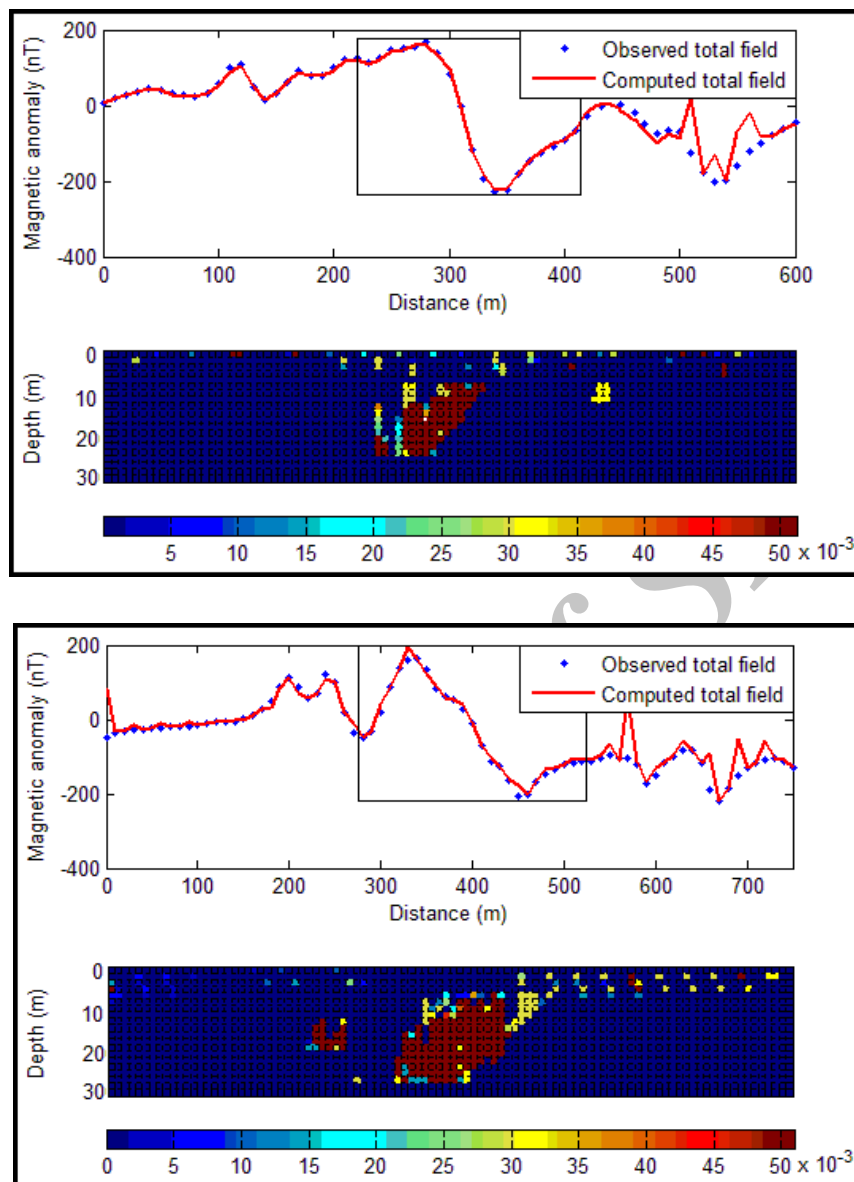 200
0
-200
-400
Magnetic anomaly (nT)
Observed total field
Computed total field
0 100 200 300 400 500 600
Distance (m)
0
10
20
30
Depth (m)
5 10 15 20 25 30 35 40 45 50 x 10-3
200
0
-200
-400
Magnetic anomaly (nT)
Observed total field
Computed total field
0 100 200 300 400 500 600 700
Distance (m)
0
10
20
30
Depth (m)
0 5 10 15 20 25 30 35 40 45 50 x 10-3